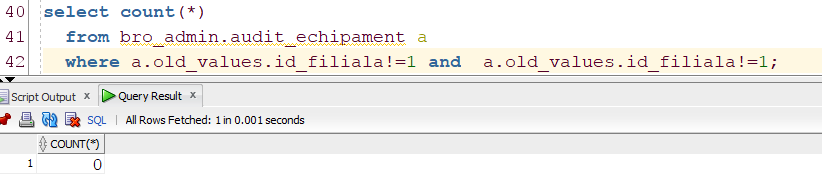 40 select count(*)
41 from bro_admin.audit_echipament a
42 where a.old_values.id_filiala!=1 and a.old_values.id_filiala!=1;
Script Output x Query Result x
SQL | All Rows Fetched: 1 in 0.001 seconds
COUNT(*)
1 0